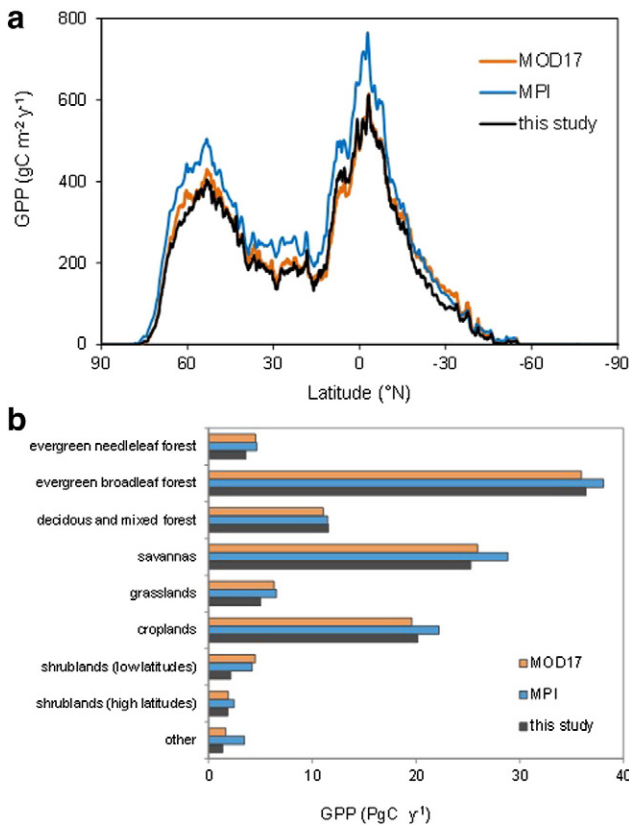 a
800
600
400
200
0
GPP (gC m⁻² y⁻¹)
MOD17
MPI
this study
90 60 30 0 -30 -60 -90
Latitude (°N)
b
evergreen needleleaf forest
evergreen broadleaf forest
decidous and mixed forest
savannas
grasslands
croplands
shrublands (low latitudes)
shrublands (high latitudes)
other
MOD17
MPI
this study
0 10 20 30 40
GPP (PgC y⁻¹)